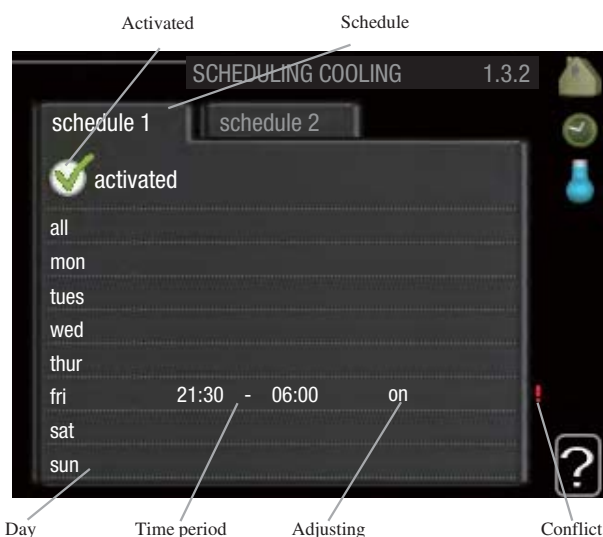 Activated Schedule
SCHEDULING COOLING 1.3.2
schedule 1 schedule 2
activated
all
mon
tues
wed
thur
fri 21:30 - 06:00 on !
sat
sun
?
Day Time period Adjusting Conflict